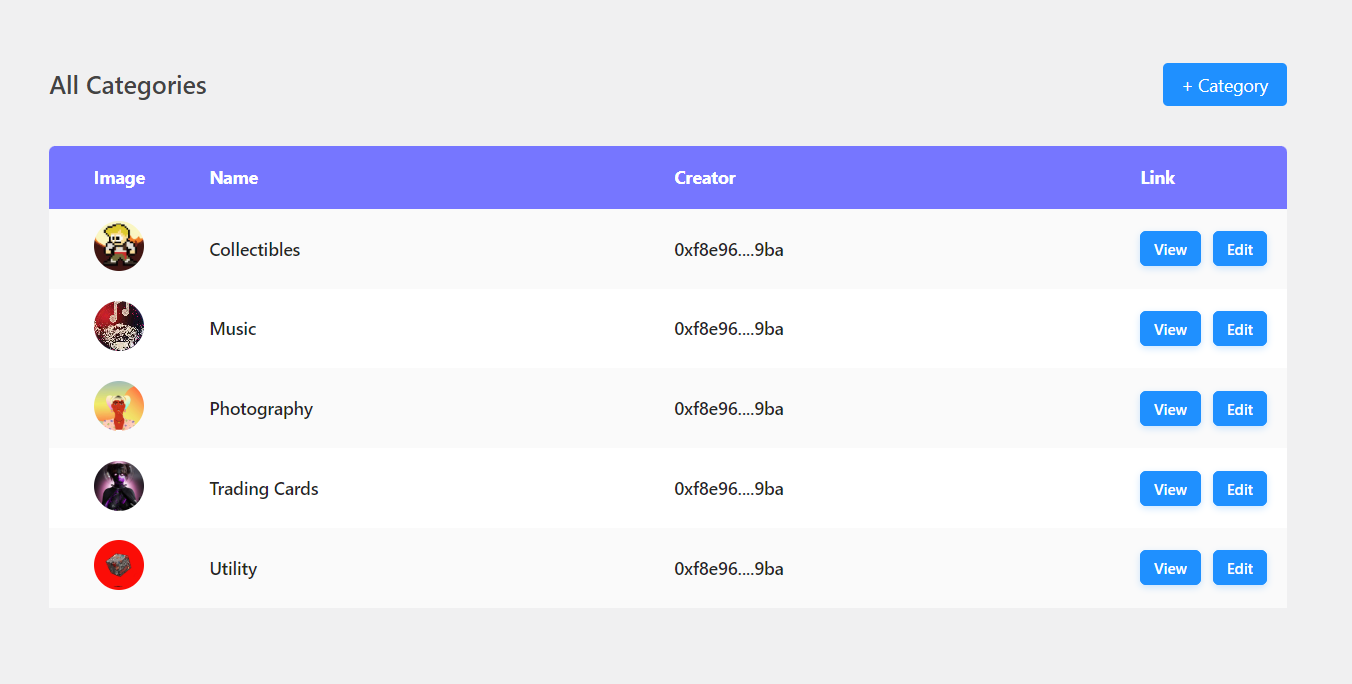 All Categories
+ Category
Image Name Creator Link
Collectibles 0xf8e96....9ba View Edit
Music 0xf8e96....9ba View Edit
Photography 0xf8e96....9ba View Edit
Trading Cards 0xf8e96....9ba View Edit
Utility 0xf8e96....9ba View Edit